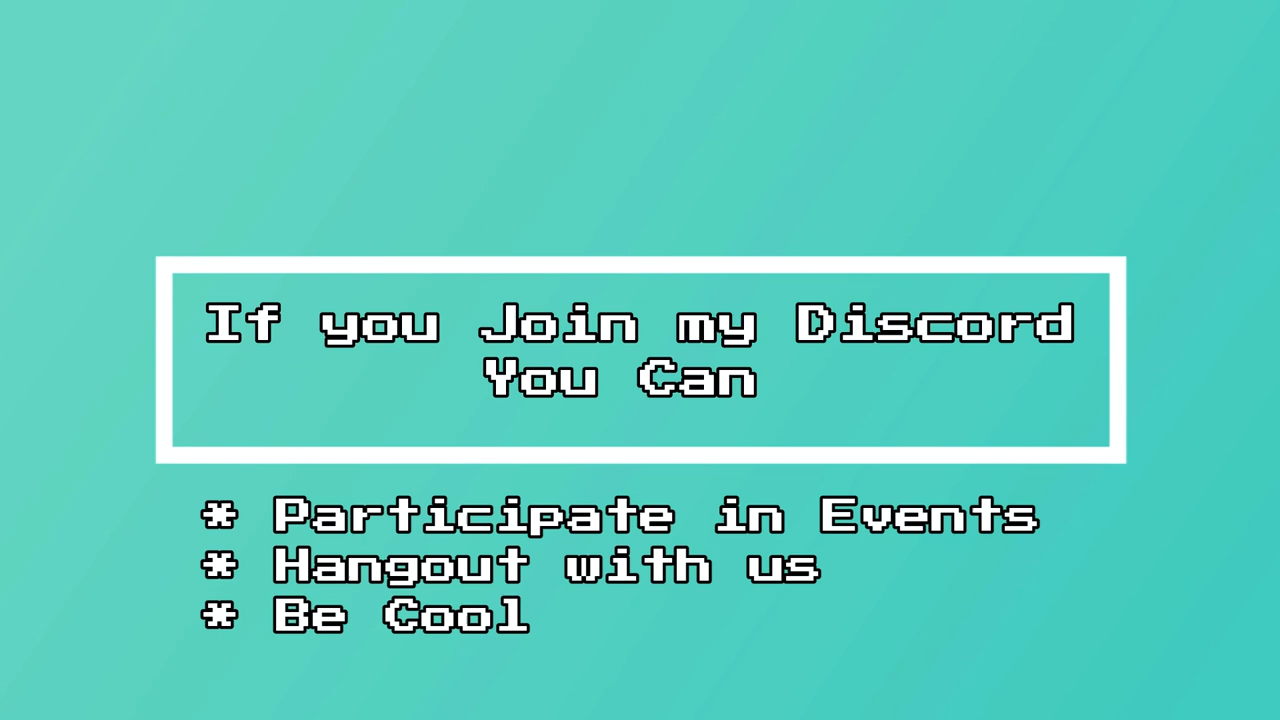 If you Join my Discord
You Can
* Participate in Events
* Hangout with us
* Be Cool